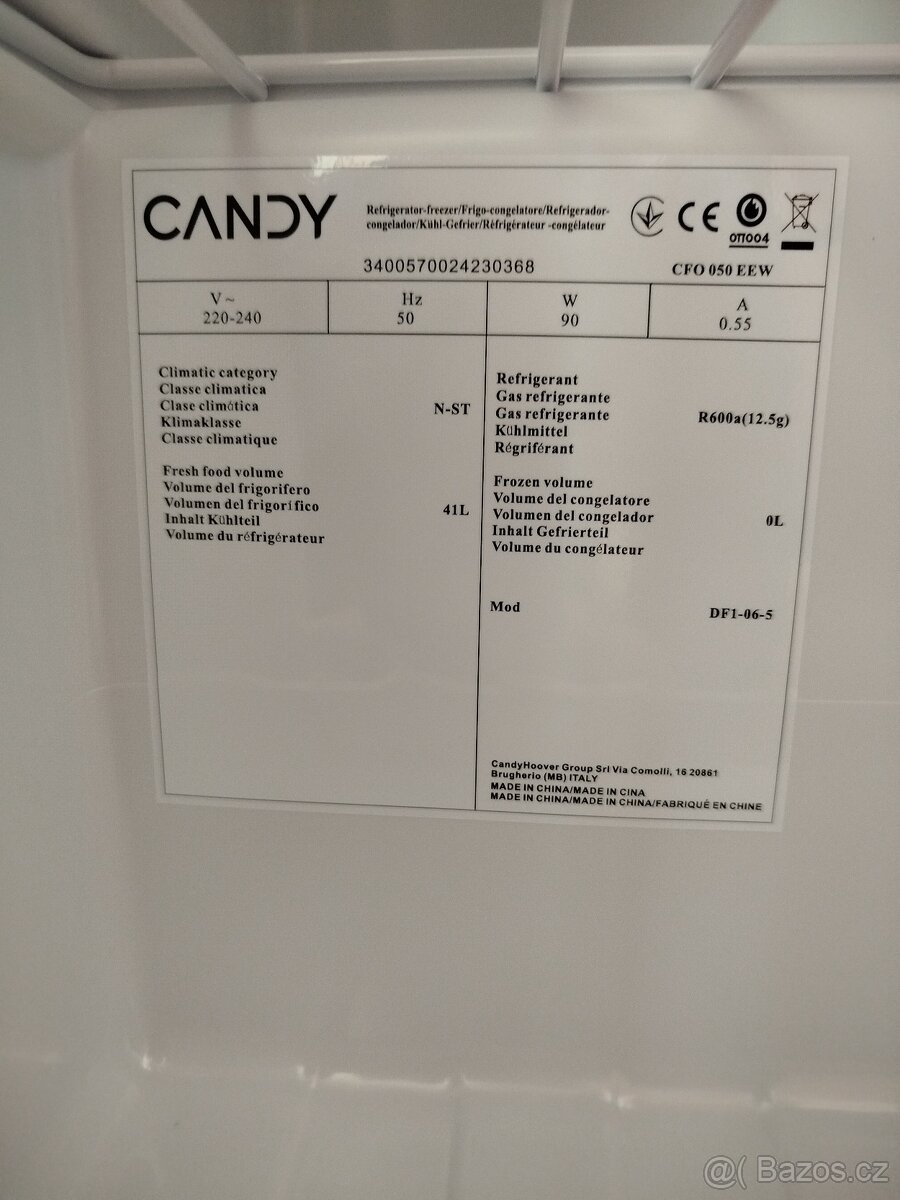 CANDY
Refrigerator-freezer/Frigo-congelatore/Refrigerador-
congelador/Kühl-Gefrier/Réfrigérateur -congélateur
CE
011004
3400570024230368
CFO 050 EEW
V~
220-240
Hz
50
W
90
A
0.55
Climatic category
Classe climatica
Clase climática
Klimaklasse
Classe climatique
N-ST
Fresh food volume
Volume del frigorifero
Volumen del frigorífico
Inhalt Kühlteil
Volume du réfrigérateur
41L
Refrigerant
Gas refrigerante
Gas refrigerante
Kühlmittel
Régriférant
R600a(12.5g)
Frozen volume
Volume del congelatore
Volumen del congelador
Inhalt Gefrierteil
Volume du congélateur
0L
Mod
DF1-06-5
CandyHoover Group Srl Via Comolli, 16 20861
Brugherio (MB) ITALY
MADE IN CHINA/MADE IN CINA
MADE IN CHINA/MADE IN CHINA/FABRIQUÉ EN CHINE
@( Bazos.cz